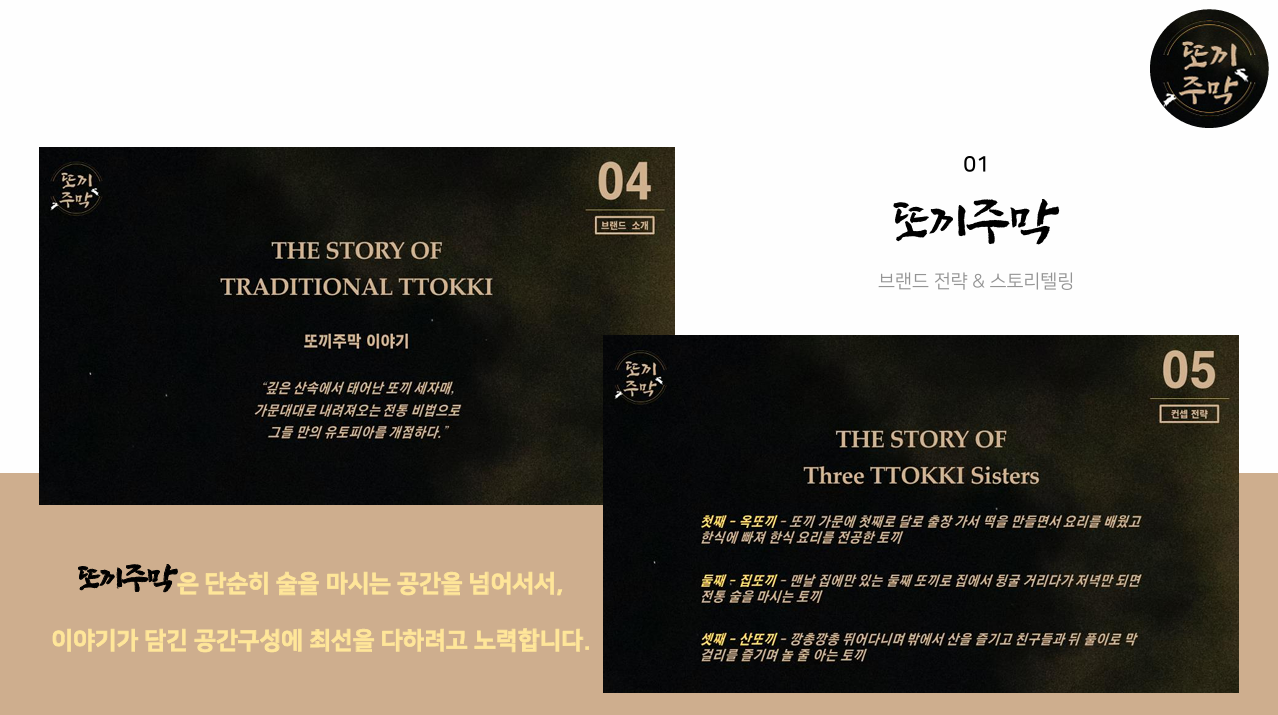 또끼
주막
또끼
주막
04
브랜드 소개
THE STORY OF
TRADITIONAL TTOKKI
또끼주막 이야기
“깊은 산속에서 태어난 또끼 세자매,
가문대대로 내려져오는 전통 비법으로
그들 만의 유토피아를 개점하다.”
01
또끼주막
브랜드 전략 & 스토리텔링
또끼
주막
05
컨셉 전략
THE STORY OF
Three TTOKKI Sisters
첫째 - 옥또끼 - 또끼 가문에 첫째로 달로 출장 가서 떡을 만들면서 요리를 배웠고
한식에 빠져 한식 요리를 전공한 토끼
둘째 - 집또끼 - 맨날 집에만 있는 둘째 또끼로 집에서 뒹굴 거리다가 저녁만 되면
전통 술을 마시는 토끼
셋째 - 산또끼 - 깡총깡총 뛰어다니며 밖에서 산을 즐기고 친구들과 뒤 풀이로 막
걸리를 즐기며 놀 줄 아는 토끼
또끼주막은 단순히 술을 마시는 공간을 넘어서서,
이야기가 담긴 공간구성에 최선을 다하려고 노력합니다.